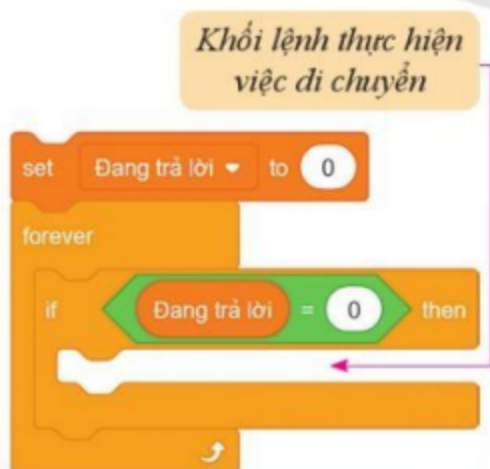 Khối lệnh thực hiện
việc di chuyển
set Đang trả lời to 0
forever
if Đang trả lời = 0 then